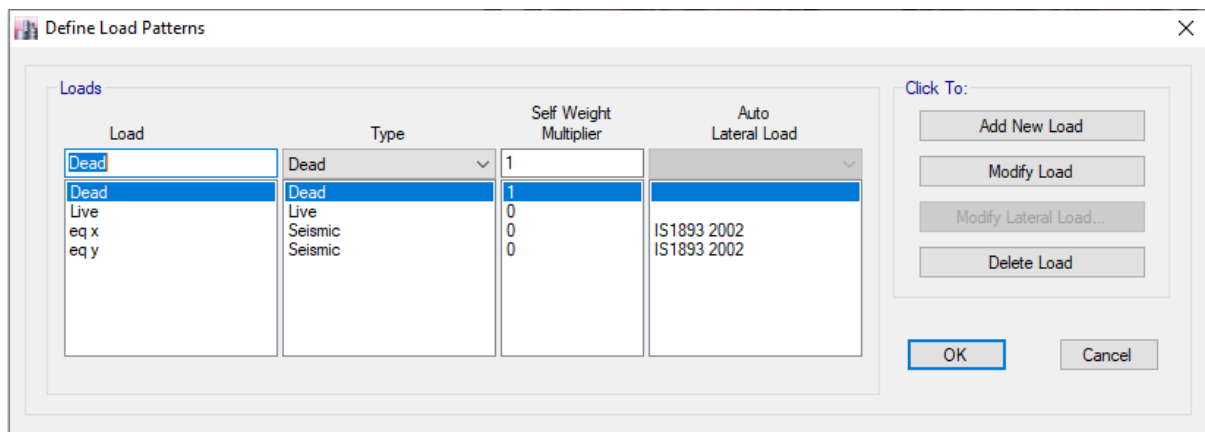 Define Load Patterns
Loads
Click To:
Load
Type
Self Weight
Multiplier
Auto
Lateral Load
Dead
Dead
1
Dead Dead 1
Live Live 0
eq x Seismic 0 IS1893 2002
eq y Seismic 0 IS1893 2002
Add New Load
Modify Load
Modify Lateral Load...
Delete Load
OK
Cancel